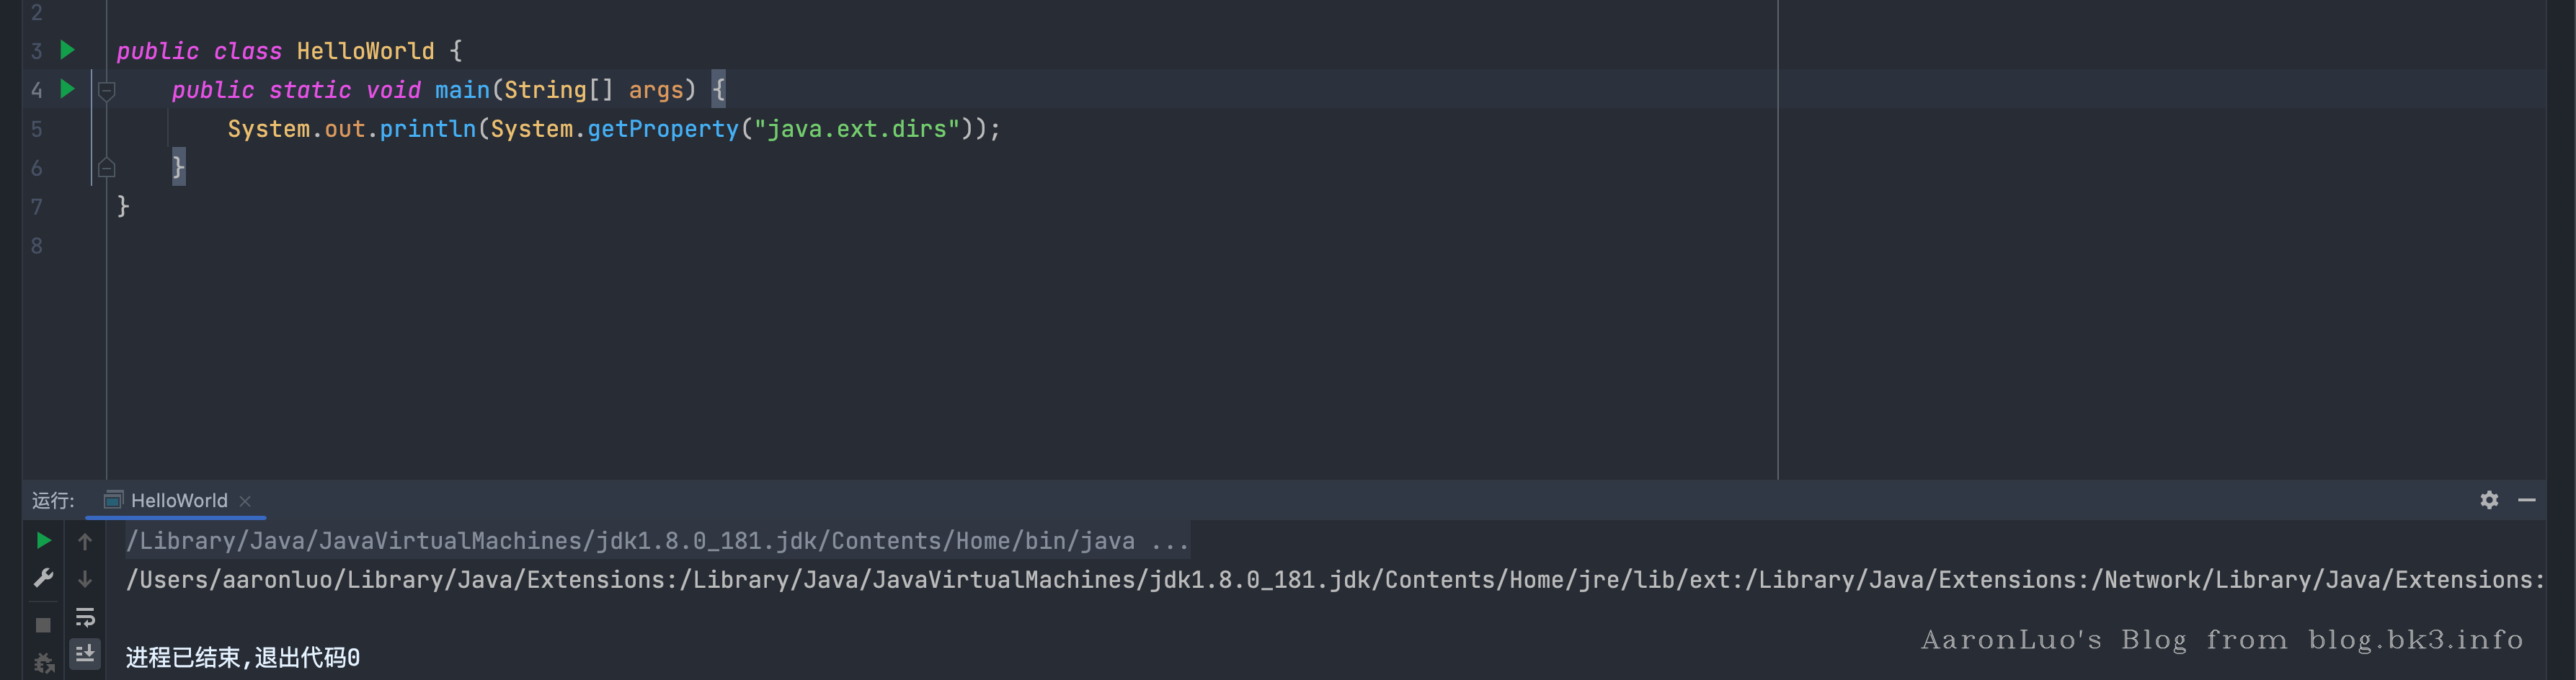 2
3 public class HelloWorld {
4 public static void main(String[] args) {
5 System.out.println(System.getProperty("java.ext.dirs"));
6 }
7 }
8
运行: HelloWorld
/Library/Java/JavaVirtualMachines/jdk1.8.0_181.jdk/Contents/Home/bin/java ...
/Users/aaronluo/Library/Java/Extensions:/Library/Java/JavaVirtualMachines/jdk1.8.0_181.jdk/Contents/Home/jre/lib/ext:/Library/Java/Extensions:/Network/Library/Java/Extensions:
AaronLuo's Blog from blog.bk3.info
进程已结束,退出代码0